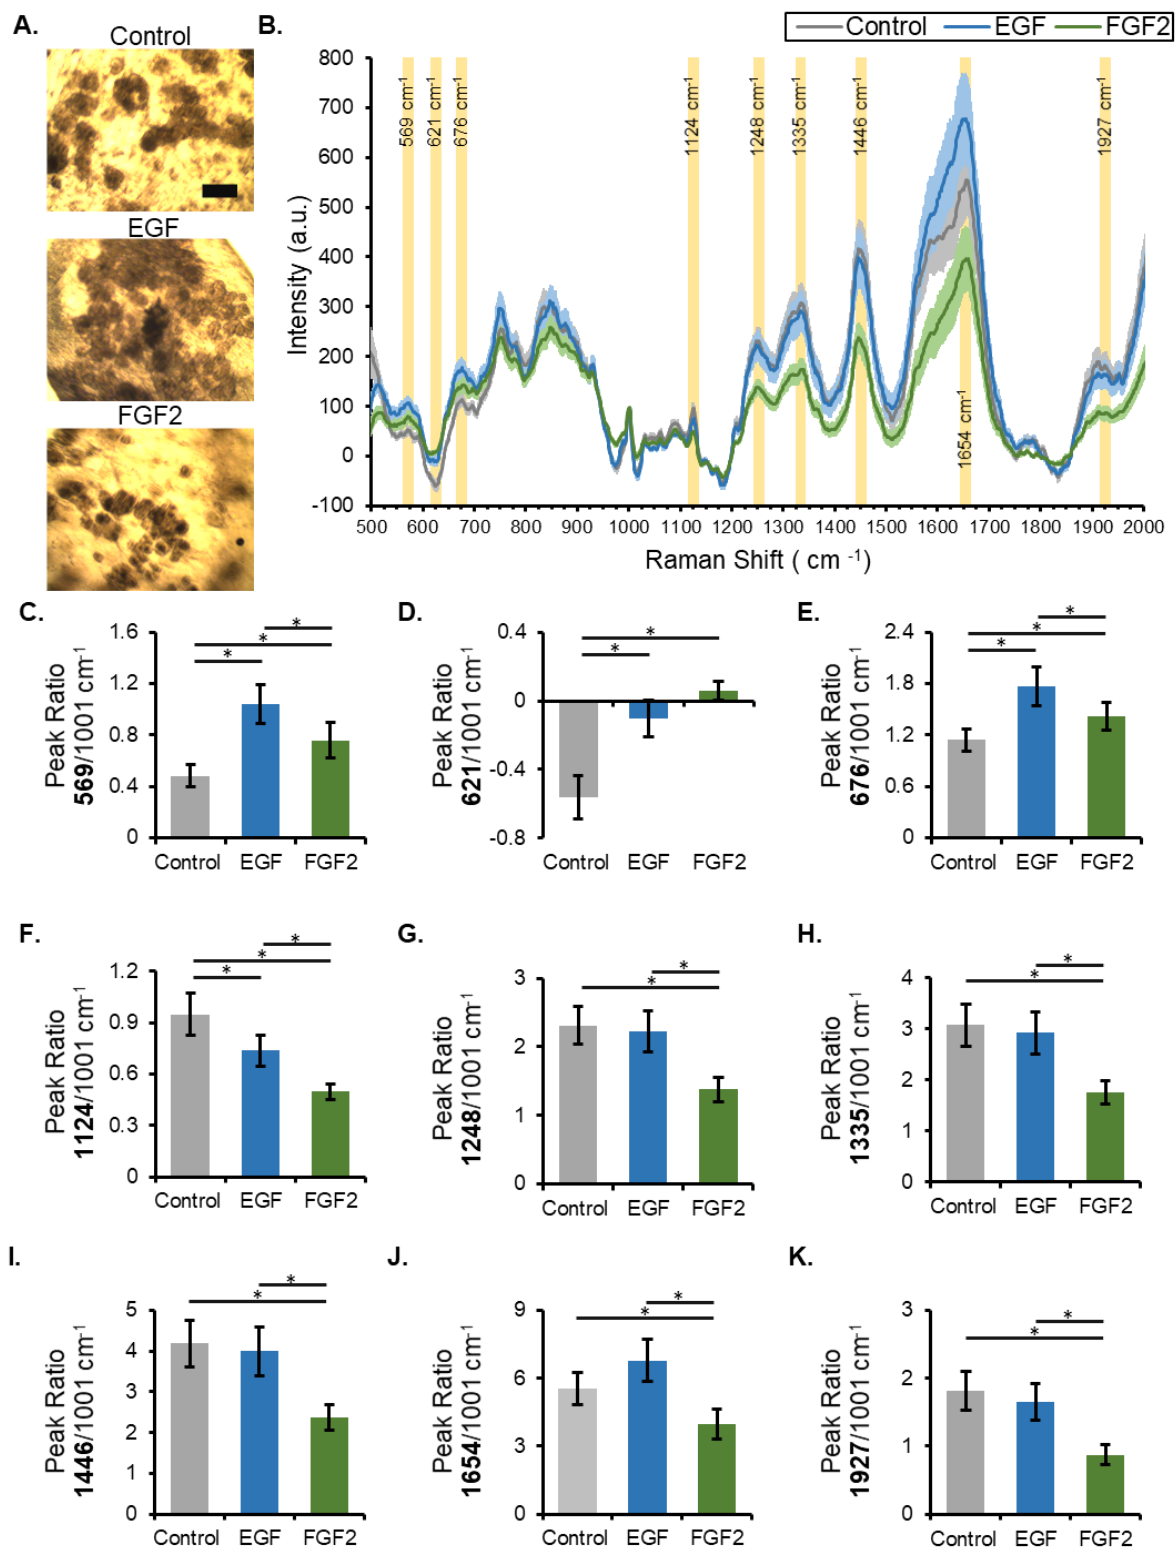 A.
Control
EGF
FGF2
B.
Control EGF FGF2
800
700
600
500
400
300
200
100
0
-100
Intensity (a.u.)
569 cm⁻¹
621 cm⁻¹
676 cm⁻¹
1124 cm⁻¹
1248 cm⁻¹
1335 cm⁻¹
1446 cm⁻¹
1654 cm⁻¹
1927 cm⁻¹
500 600 700 800 900 1000 1100 1200 1300 1400 1500 1600 1700 1800 1900 2000
Raman Shift ( cm ⁻¹)
C.
Peak Ratio
569/1001 cm⁻¹
1.6
1.2
0.8
0.4
0
* * *
Control EGF FGF2
D.
Peak Ratio
621/1001 cm⁻¹
0.4
0
-0.4
-0.8
* *
Control EGF FGF2
E.
Peak Ratio
676/1001 cm⁻¹
2.4
1.8
1.2
0.6
0
* * *
Control EGF FGF2
F.
Peak Ratio
1124/1001 cm⁻¹
1.2
0.9
0.6
0.3
0
* * *
Control EGF FGF2
G.
Peak Ratio
1248/1001 cm⁻¹
3
2
1
0
* *
Control EGF FGF2
H.
Peak Ratio
1335/1001 cm⁻¹
4
3
2
1
0
* *
Control EGF FGF2
I.
Peak Ratio
1446/1001 cm⁻¹
5
4
3
2
1
0
* *
Control EGF FGF2
J.
Peak Ratio
1654/1001 cm⁻¹
9
6
3
0
* *
Control EGF FGF2
K.
Peak Ratio
1927/1001 cm⁻¹
3
2
1
0
* *
Control EGF FGF2